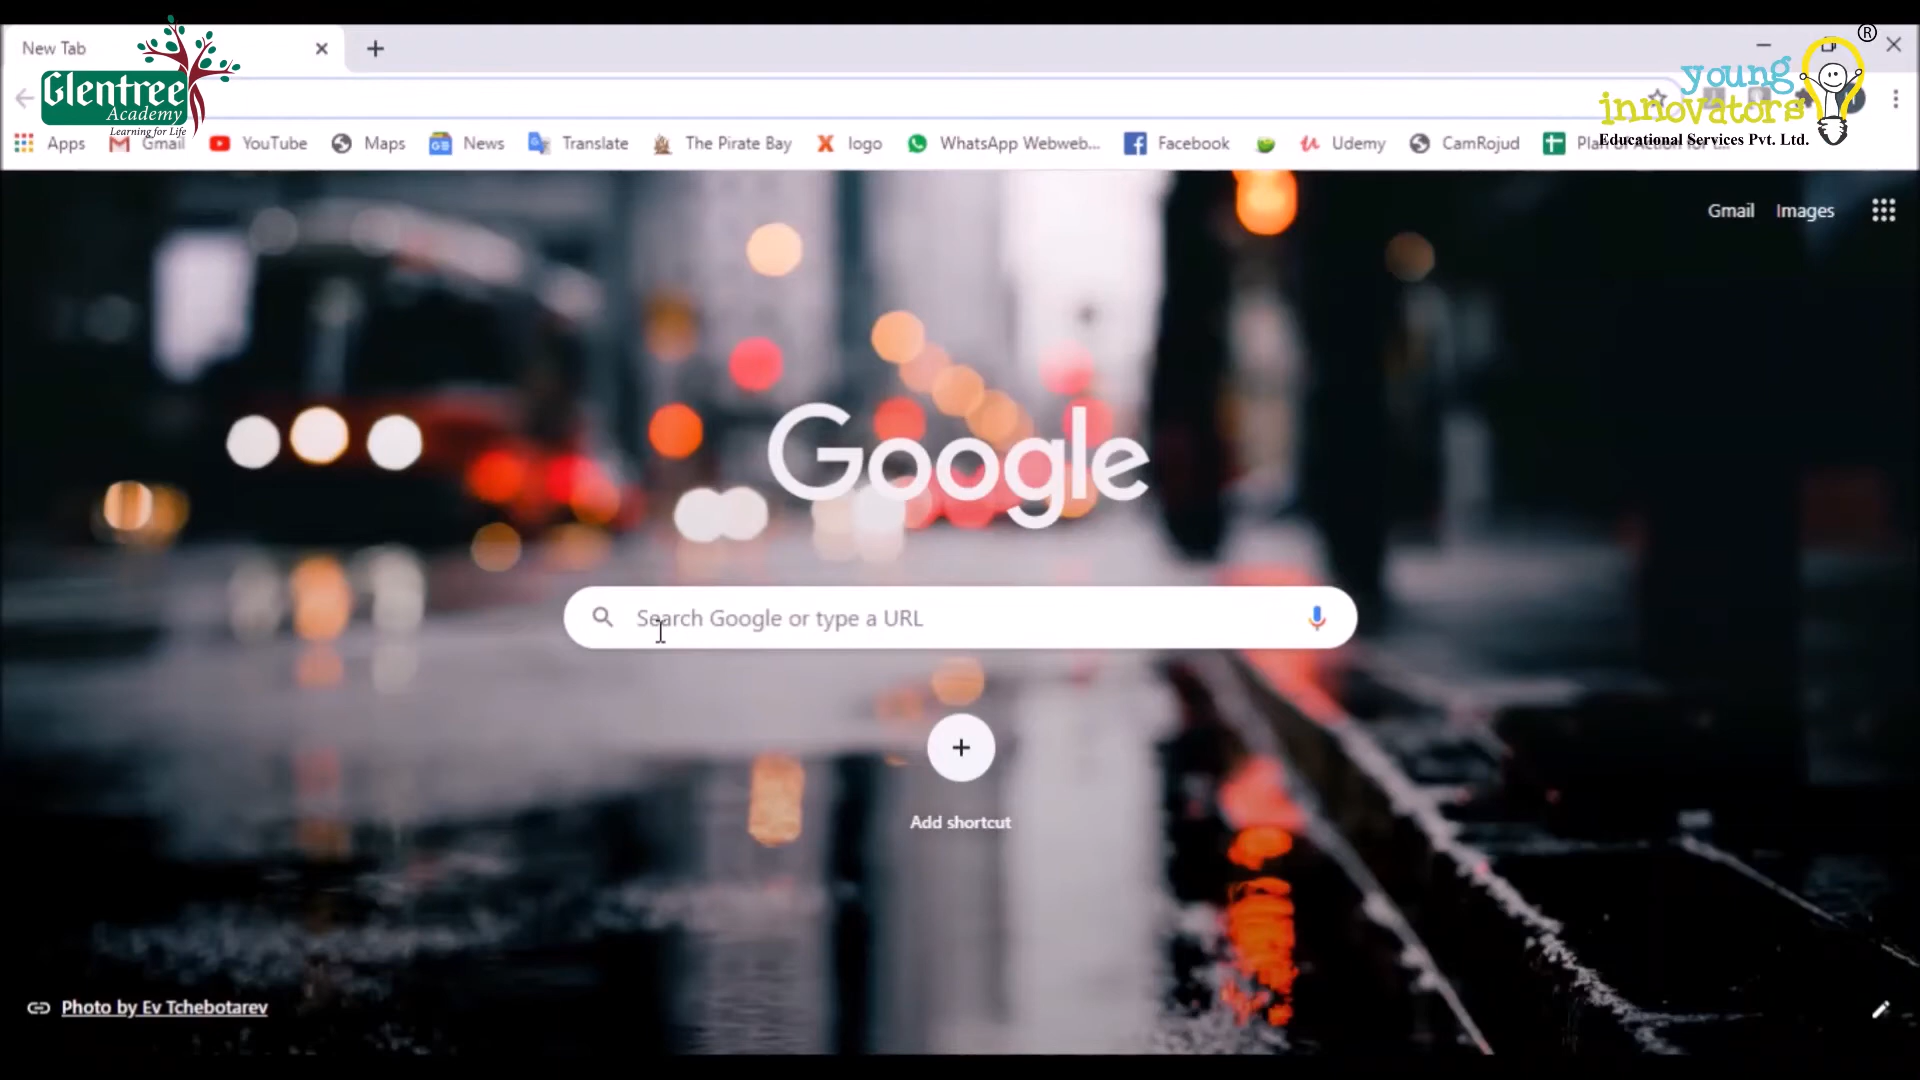 New Tab
Glentree
Academy
Learning for Life
young
innovators
®
Educational Services Pvt. Ltd.
Apps Gmail YouTube Maps News Translate The Pirate Bay logo WhatsApp Webweb... Facebook Udemy CamRojud
Gmail Images
Google
Search Google or type a URL
Add shortcut
Photo by Ev Tchebotarev